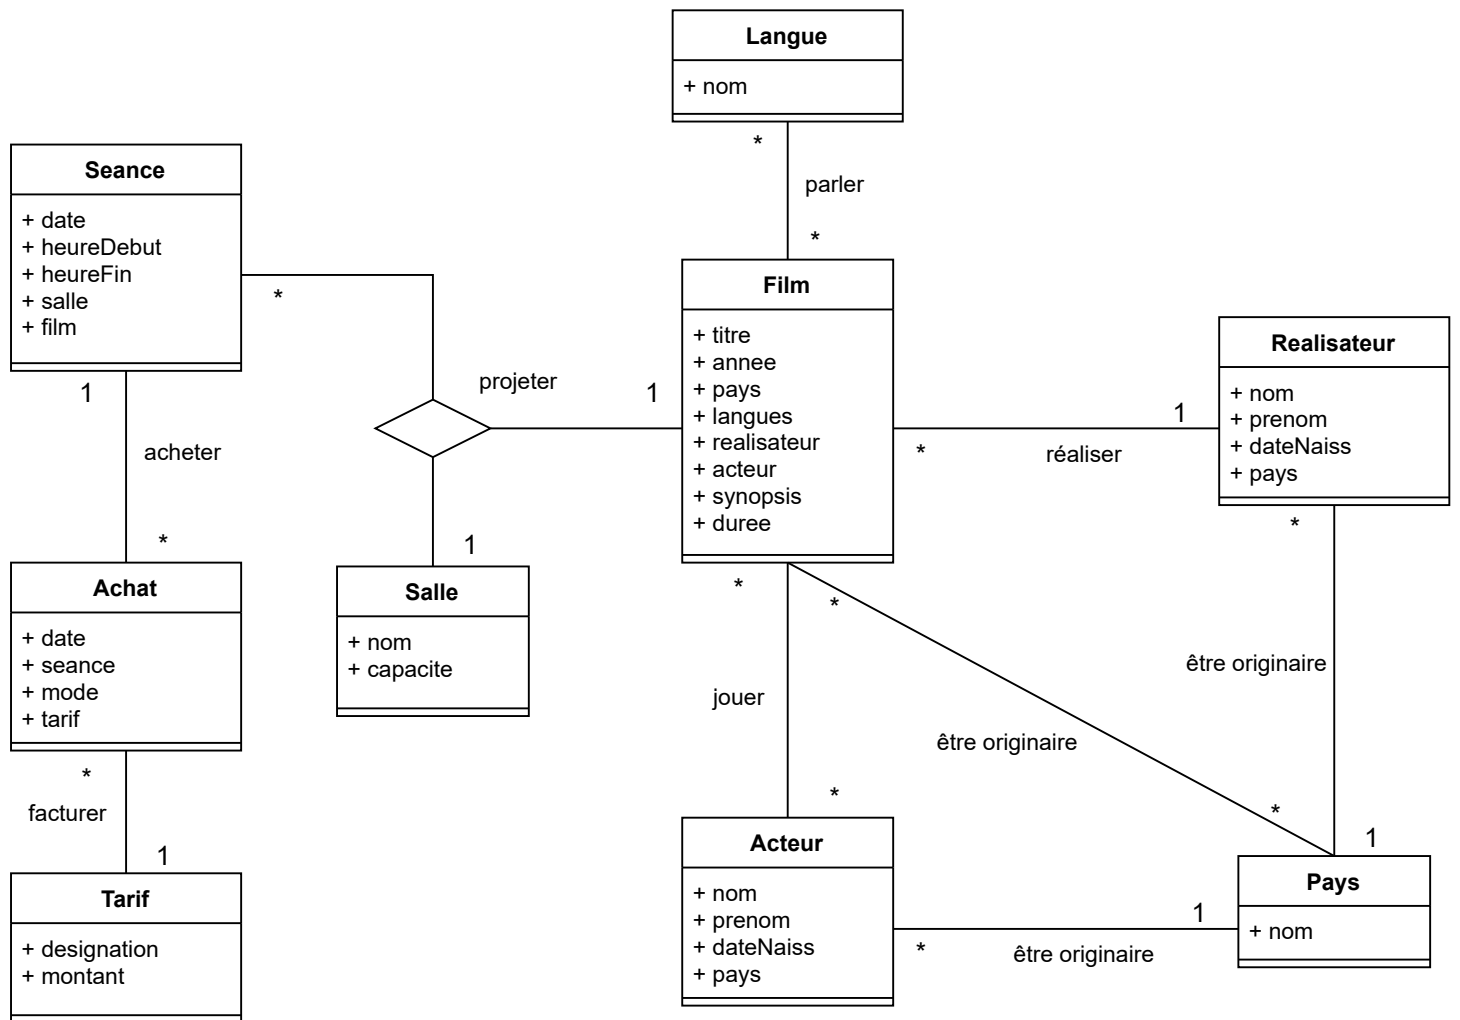 Langue
+ nom
*
parler
*
Seance
+ date
+ heureDebut
+ heureFin
+ salle
+ film
*
1
acheter
*
projeter
1
Film
+ titre
+ annee
+ pays
+ langues
+ realisateur
+ acteur
+ synopsis
+ duree
*
1
réaliser
Realisateur
+ nom
+ prenom
+ dateNaiss
+ pays
*
être originaire
1
Achat
+ date
+ seance
+ mode
+ tarif
*
facturer
1
1
Salle
+ nom
+ capacite
*
*
jouer
*
être originaire
*
Tarif
+ designation
+ montant
Acteur
+ nom
+ prenom
+ dateNaiss
+ pays
*
1
être originaire
Pays
+ nom